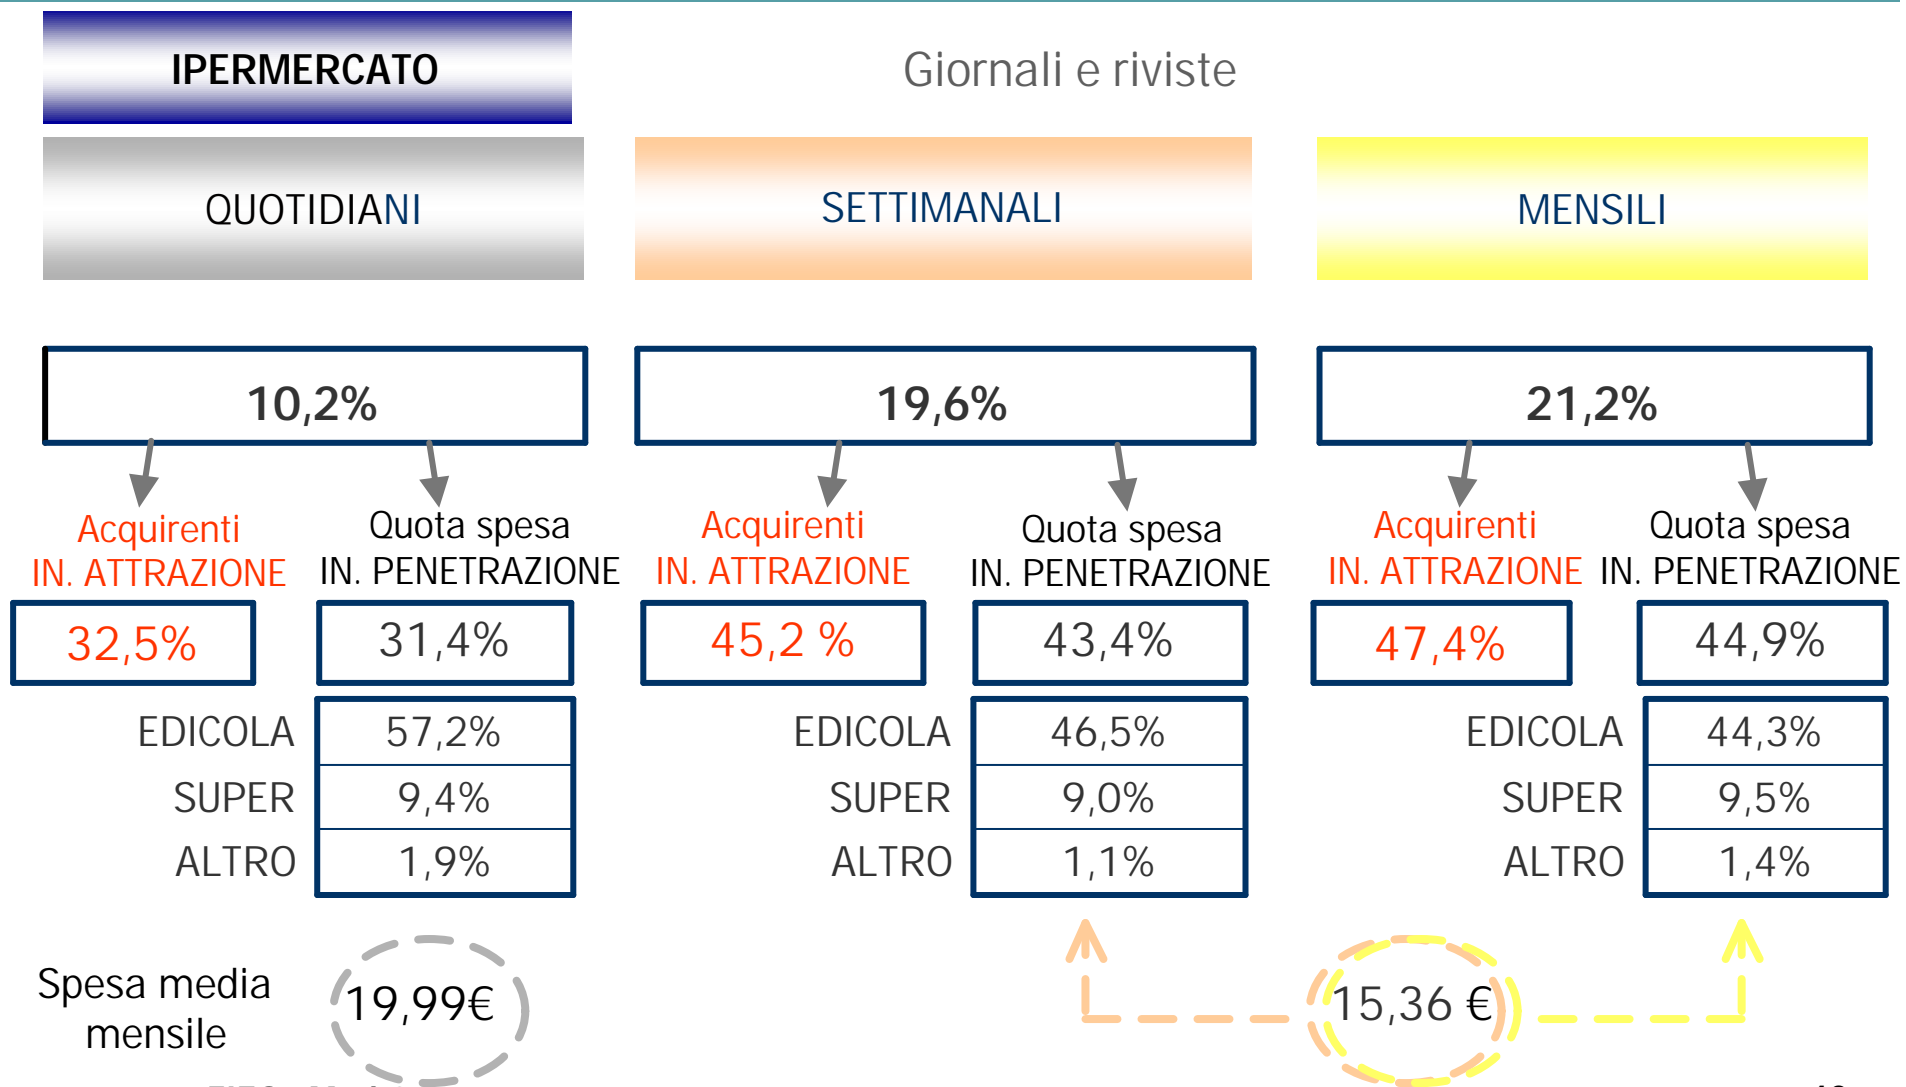 IPERMERCATO
Giornali e riviste
QUOTIDIANI
SETTIMANALI
MENSILI
10,2%
19,6%
21,2%
Acquirenti
IN. ATTRAZIONE
Quota spesa
IN. PENETRAZIONE
Acquirenti
IN. ATTRAZIONE
Quota spesa
IN. PENETRAZIONE
Acquirenti
IN. ATTRAZIONE
Quota spesa
IN. PENETRAZIONE
32,5%
31,4%
45,2 %
43,4%
47,4%
44,9%
EDICOLA 57,2%
SUPER 9,4%
ALTRO 1,9%
EDICOLA 46,5%
SUPER 9,0%
ALTRO 1,1%
EDICOLA 44,3%
SUPER 9,5%
ALTRO 1,4%
Spesa media
mensile
19,99€
15,36 €